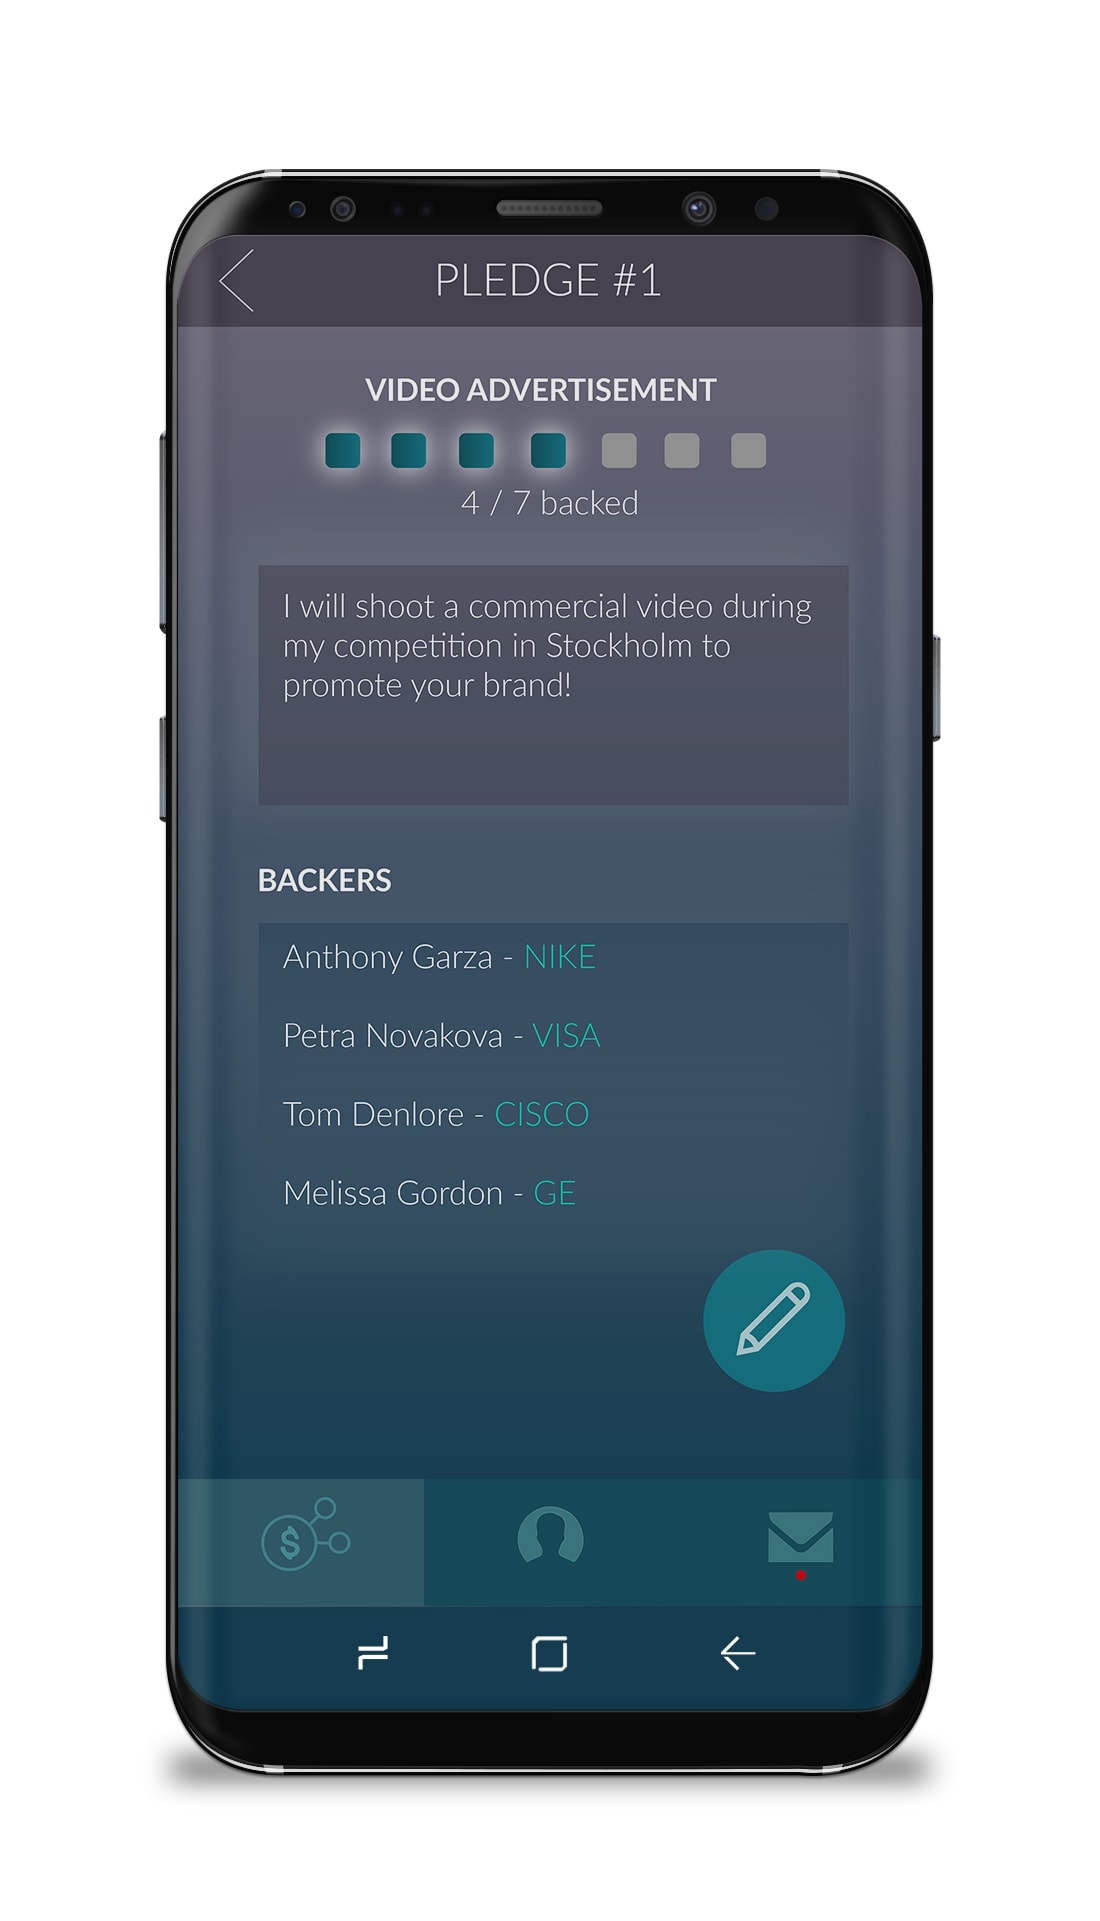 PLEDGE #1
VIDEO ADVERTISEMENT
4 / 7 backed
I will shoot a commercial video during
my competition in Stockholm to
promote your brand!
BACKERS
Anthony Garza - NIKE
Petra Novakova - VISA
Tom Denlore - CISCO
Melissa Gordon - GE
$